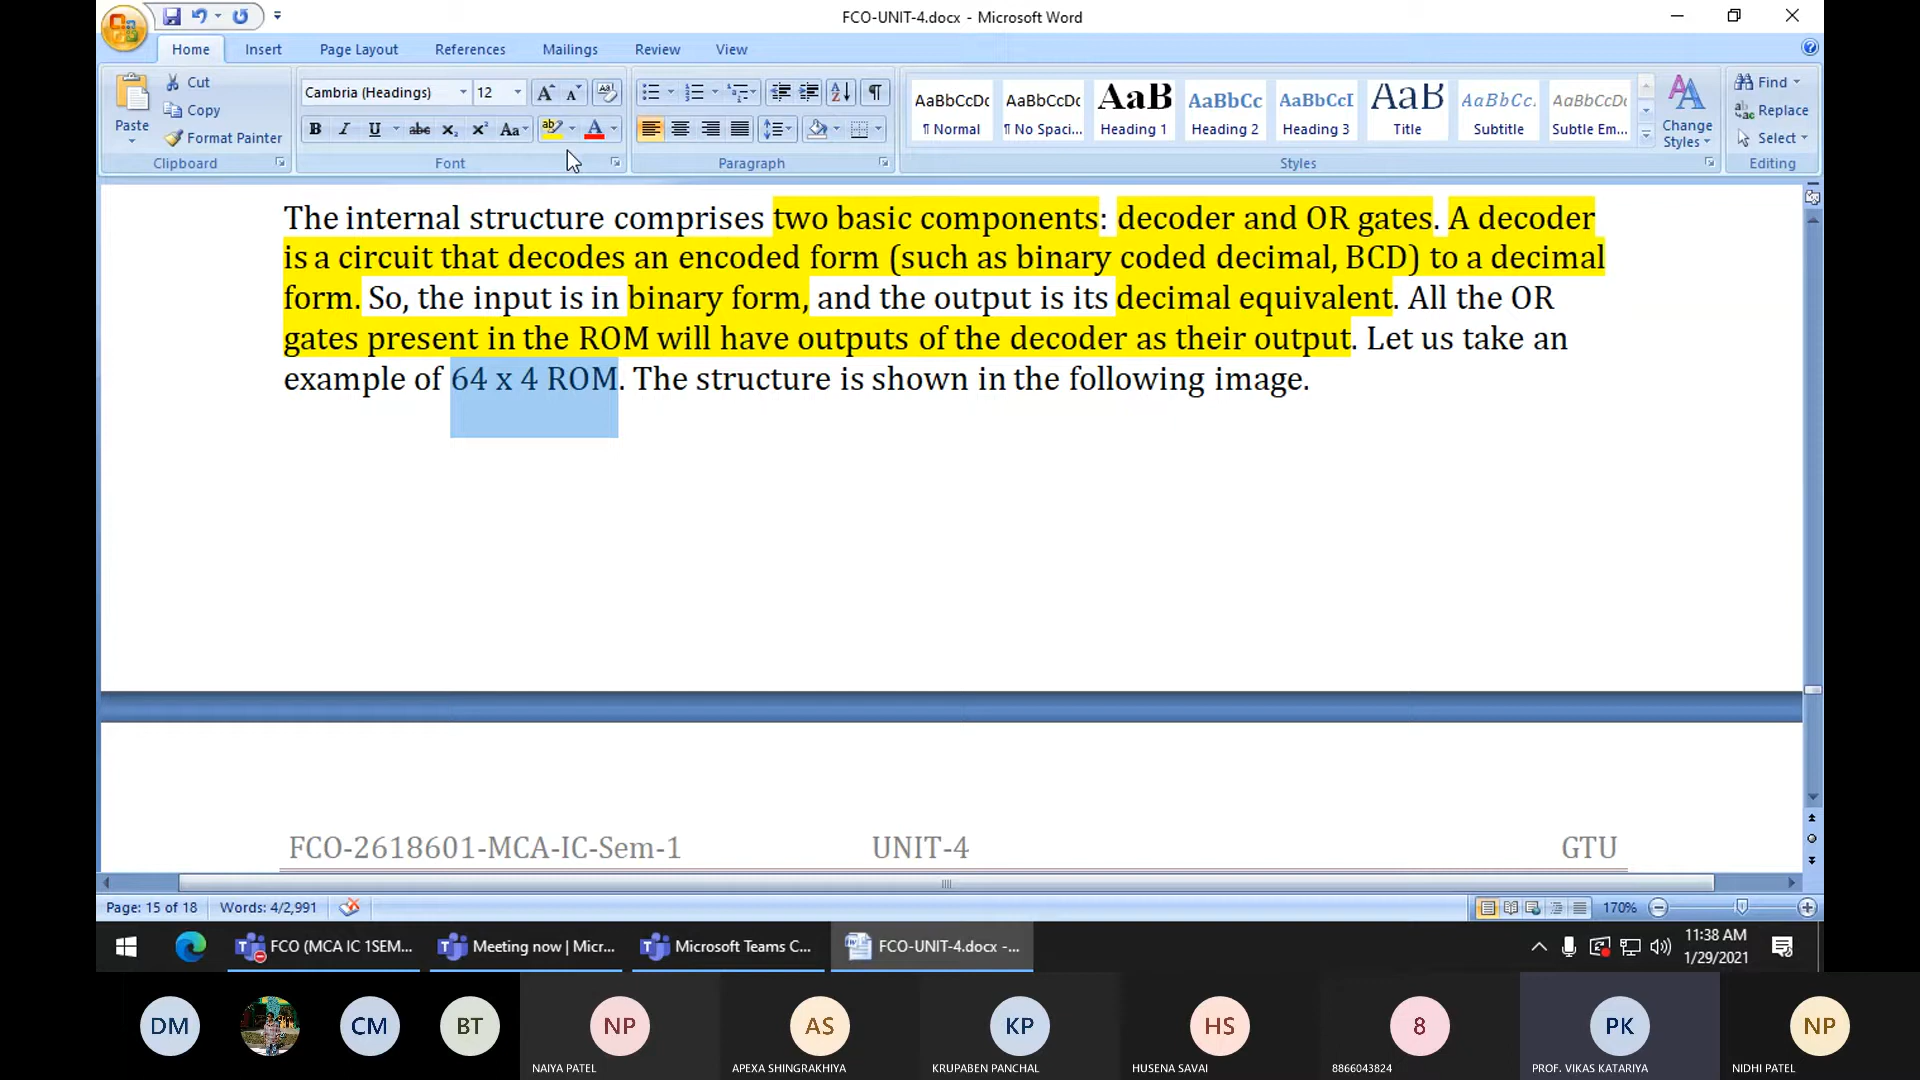 FCO-UNIT-4.docx - Microsoft Word
Home Insert Page Layout References Mailings Review View
Paste
Cut
Copy
Format Painter
Clipboard
Cambria (Headings) 12
B I U abc X₂ X² Aa ab A
Font
Paragraph
AaBbCcDc AaBbCcDc AaB AaBbCc AaBbCcI AaB AaBbCc. AaBbCcDc
¶ Normal ¶ No Spaci... Heading 1 Heading 2 Heading 3 Title Subtitle Subtle Em...
Change Styles
Styles
Find
Replace
Select
Editing
The internal structure comprises two basic components: decoder and OR gates. A decoder
is a circuit that decodes an encoded form (such as binary coded decimal, BCD) to a decimal
form. So, the input is in binary form, and the output is its decimal equivalent. All the OR
gates present in the ROM will have outputs of the decoder as their output. Let us take an
example of 64 x 4 ROM. The structure is shown in the following image.
FCO-2618601-MCA-IC-Sem-1 UNIT-4 GTU
Page: 15 of 18 Words: 4/2,991 170%
FCO (MCA IC 1SEM... Meeting now | Micr... Microsoft Teams C... FCO-UNIT-4.docx -...
11:38 AM
1/29/2021
DM CM BT NP AS KP HS 8 PK NP
NAIYA PATEL APEXA SHINGRAKHIYA KRUPABEN PANCHAL HUSENA SAVAI 8866043824 PROF. VIKAS KATARIYA NIDHI PATEL